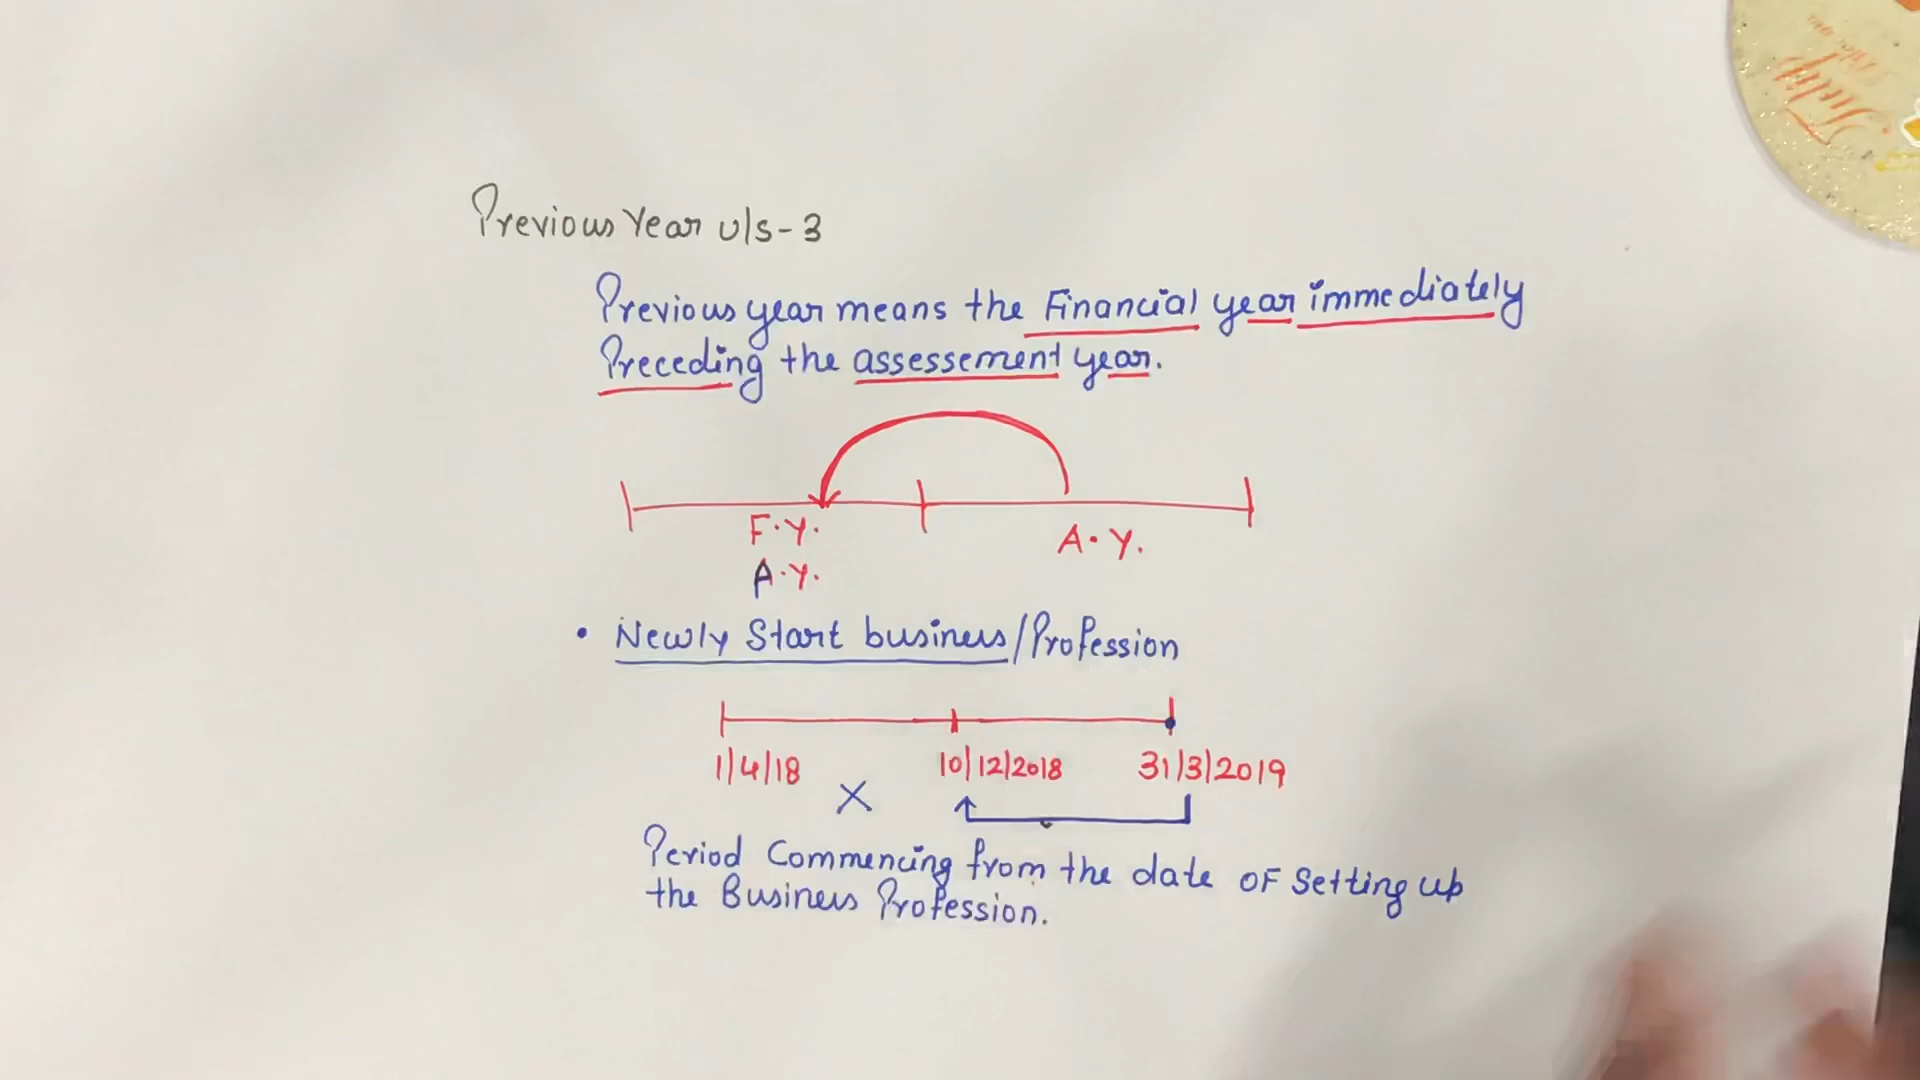 Previous Year u/s-3
Previous year means the Financial year immediately
Preceding the assessement year.
F.Y. A.Y.
A.Y.
• Newly Start business/Profession
1/4/18 10/12/2018 31/3/2019
X
Period Commencing from the date of Setting up
the Business Profession.